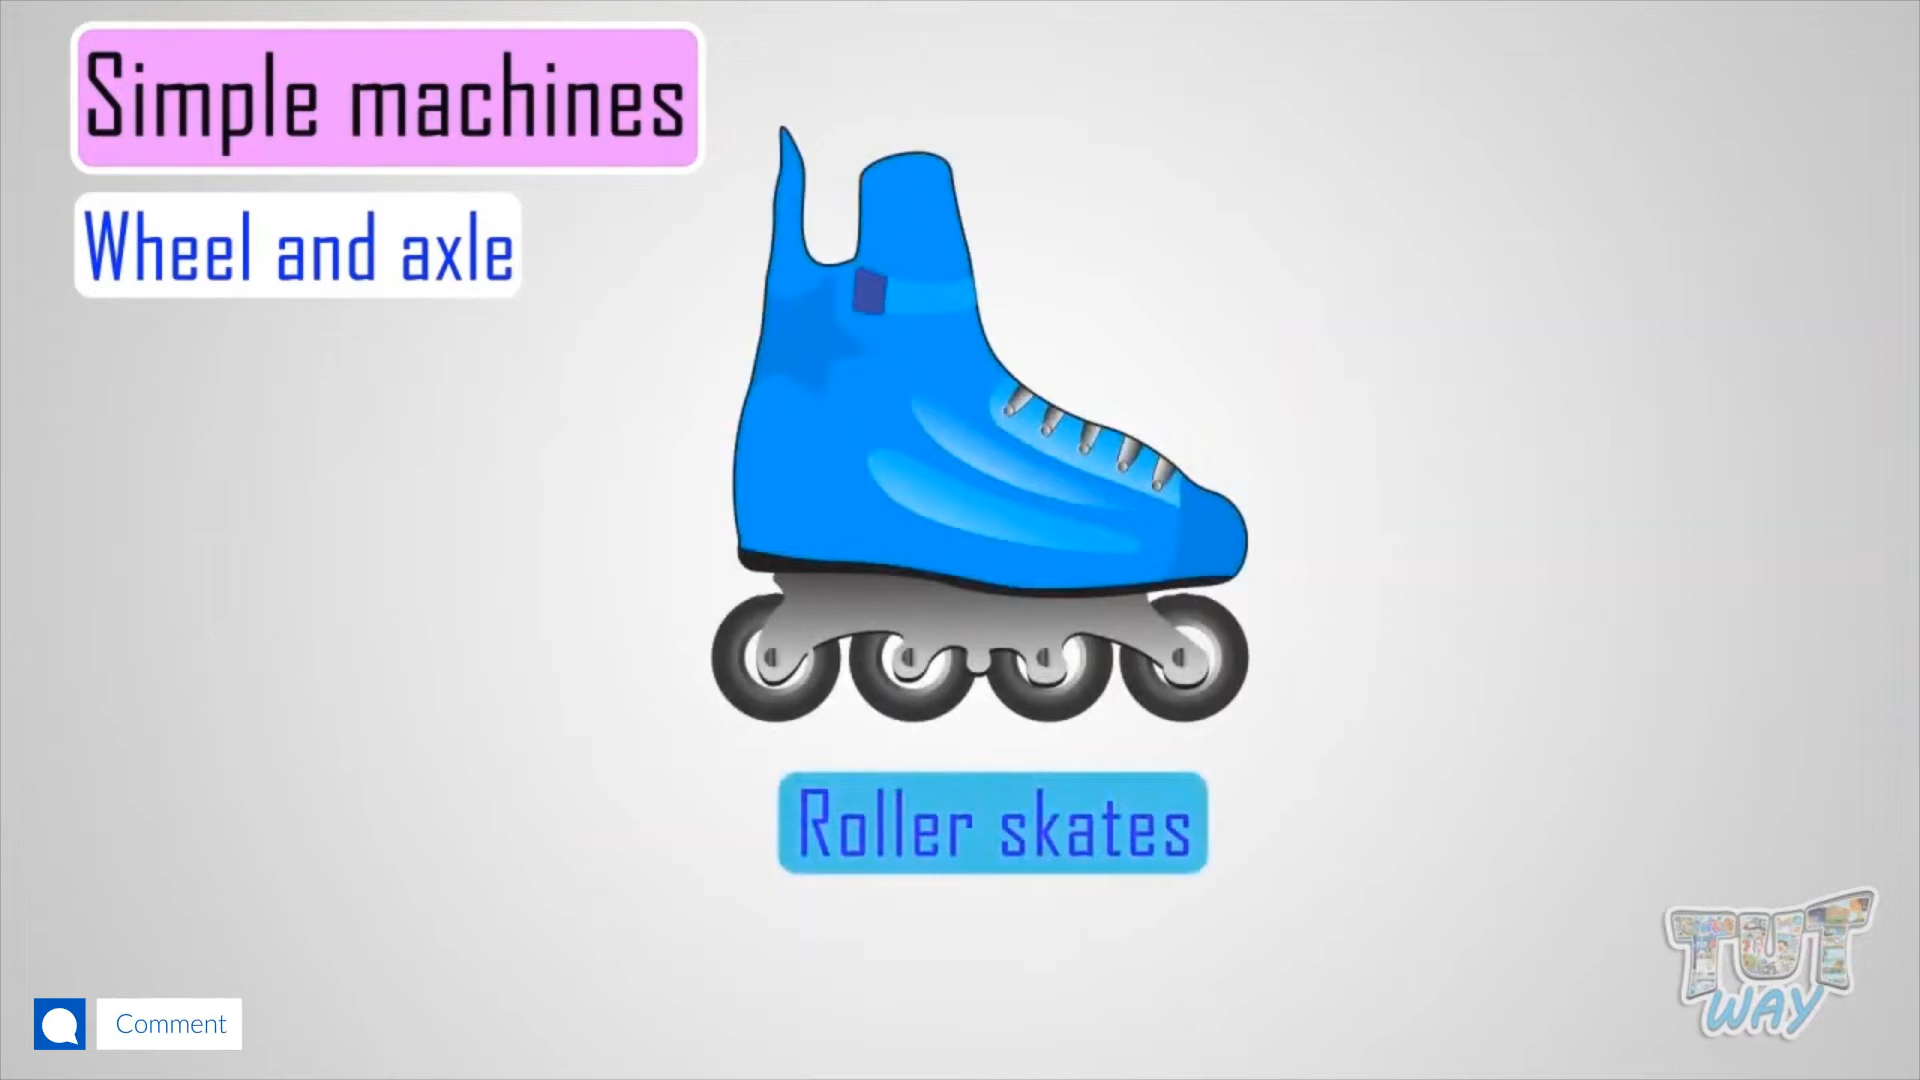 Simple machines
Wheel and axle
Roller skates
TUT
WAY
Comment